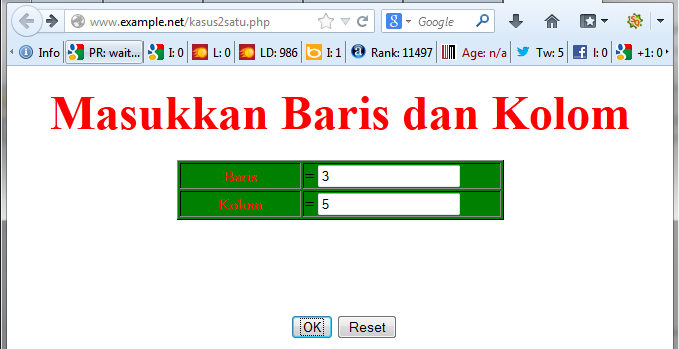 www.example.net/kasus2satu.php
Google
Info PR: wait... I: 0 L: 0 LD: 986 I: 1 Rank: 11497 Age: n/a Tw: 5 I: 0 +1: 0
Masukkan Baris dan Kolom
Baris = 3
Kolom = 5
OK Reset